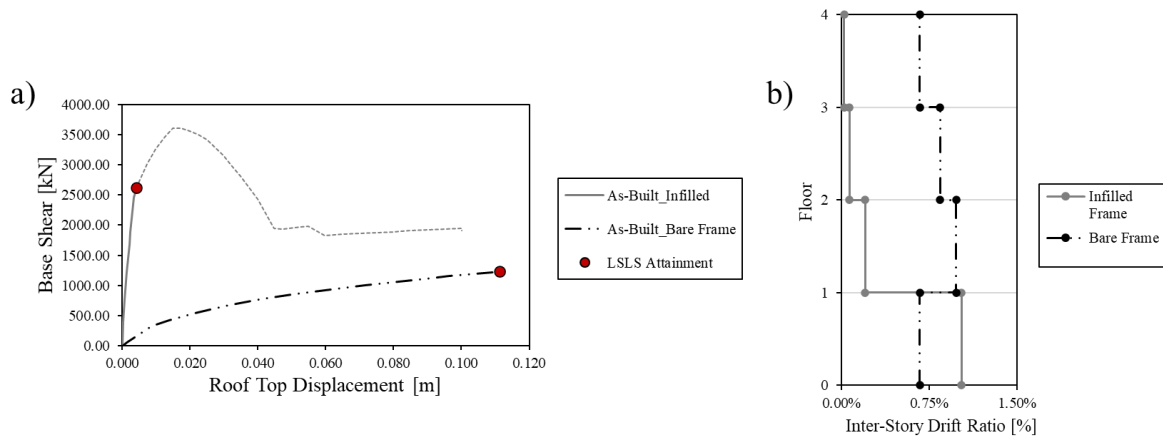 a)
4000.00
3500.00
3000.00
2500.00
2000.00
1500.00
1000.00
500.00
0.00
Base Shear [kN]
0.000
0.020
0.040
0.060
0.080
0.100
0.120
Roof Top Displacement [m]
As-Built_Infilled
As-Built_Bare Frame
LSLS Attainment
b)
4
3
2
1
0
Floor
0.00%
0.75%
1.50%
Inter-Story Drift Ratio [%]
Infilled
Frame
Bare Frame